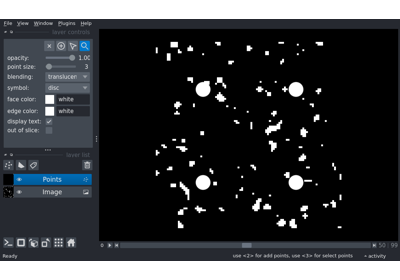 File View Window Plugins Help
layer controls
opacity: 1.00
point size: 3
blending: translucen
symbol: disc
face color: white
edge color: white
display text:
out of slice:
layer list
Points
Image
0 50 99
Ready use <2> for add points, use <3> for select points activity